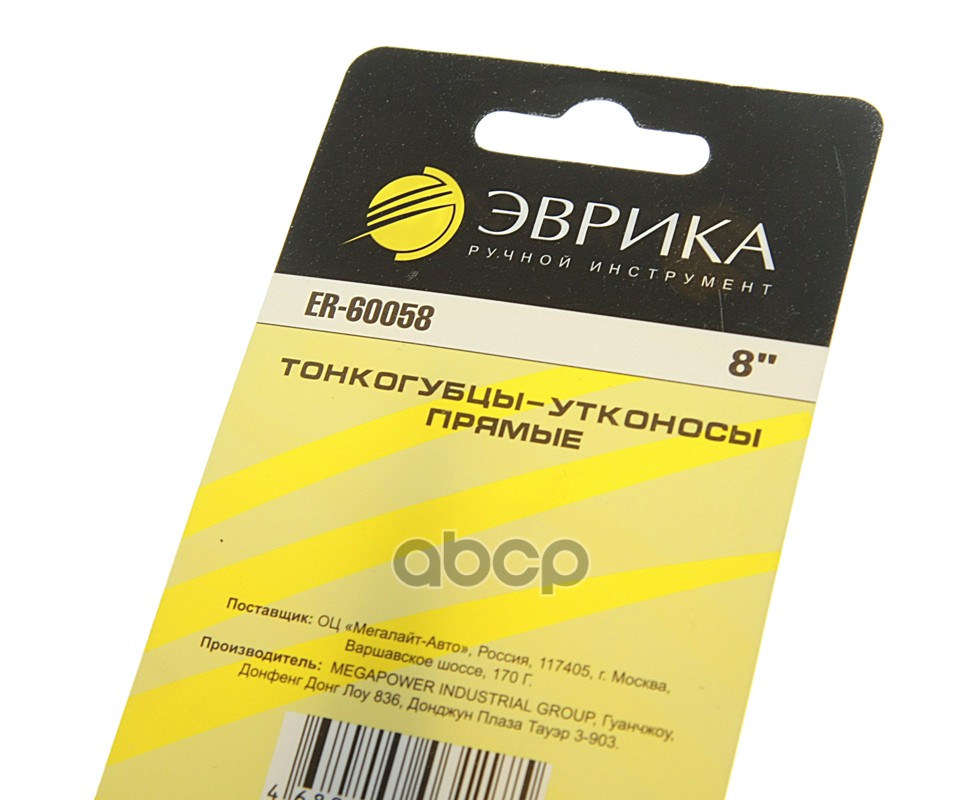 ЭВРИКА
РУЧНОЙ ИНСТРУМЕНТ
ER-60058
8"
ТОНКОГУБЦЫ-УТКОНОСЫ
ПРЯМЫЕ
abcp
Поставщик: ОЦ «Мегалайт-Авто», Россия, 117405, г. Москва,
Варшавское шоссе, 170 Г.
Производитель: MEGAPOWER INDUSTRIAL GROUP, Гуанчжоу,
Донфенг Донг Лоу 836, Донджун Плаза Тауэр 3-903.